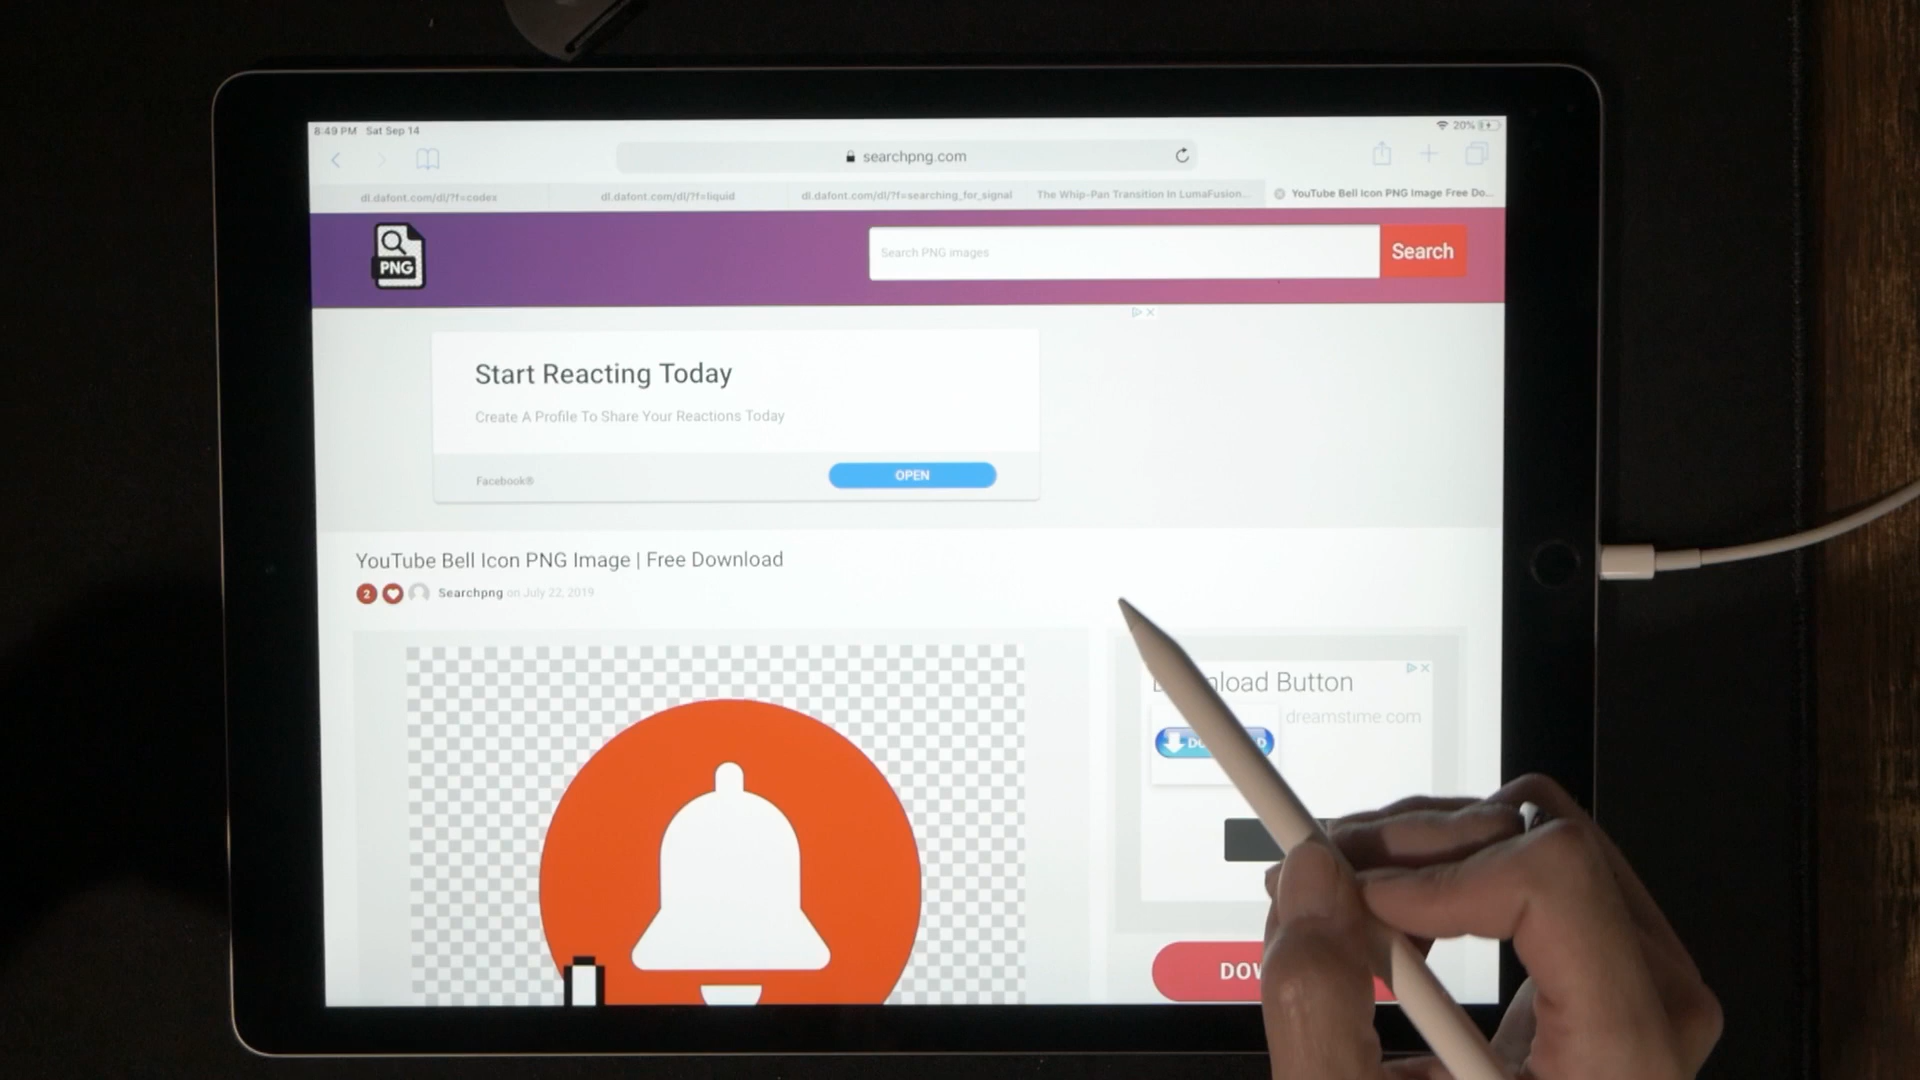 8:49 PM Sat Sep 14
20%
searchpng.com
dl.dafont.com/dl/?f=codex
dl.dafont.com/dl/?f=liquid
dl.dafont.com/dl/?f=searching_for_signal
The Whip-Pan Transition In LumaFusion...
YouTube Bell Icon PNG Image Free Do...
PNG
Search PNG images
Search
Start Reacting Today
Create A Profile To Share Your Reactions Today
Facebook®
OPEN
YouTube Bell Icon PNG Image | Free Download
2
Searchpng on July 22, 2019
Button
dreamstime.com